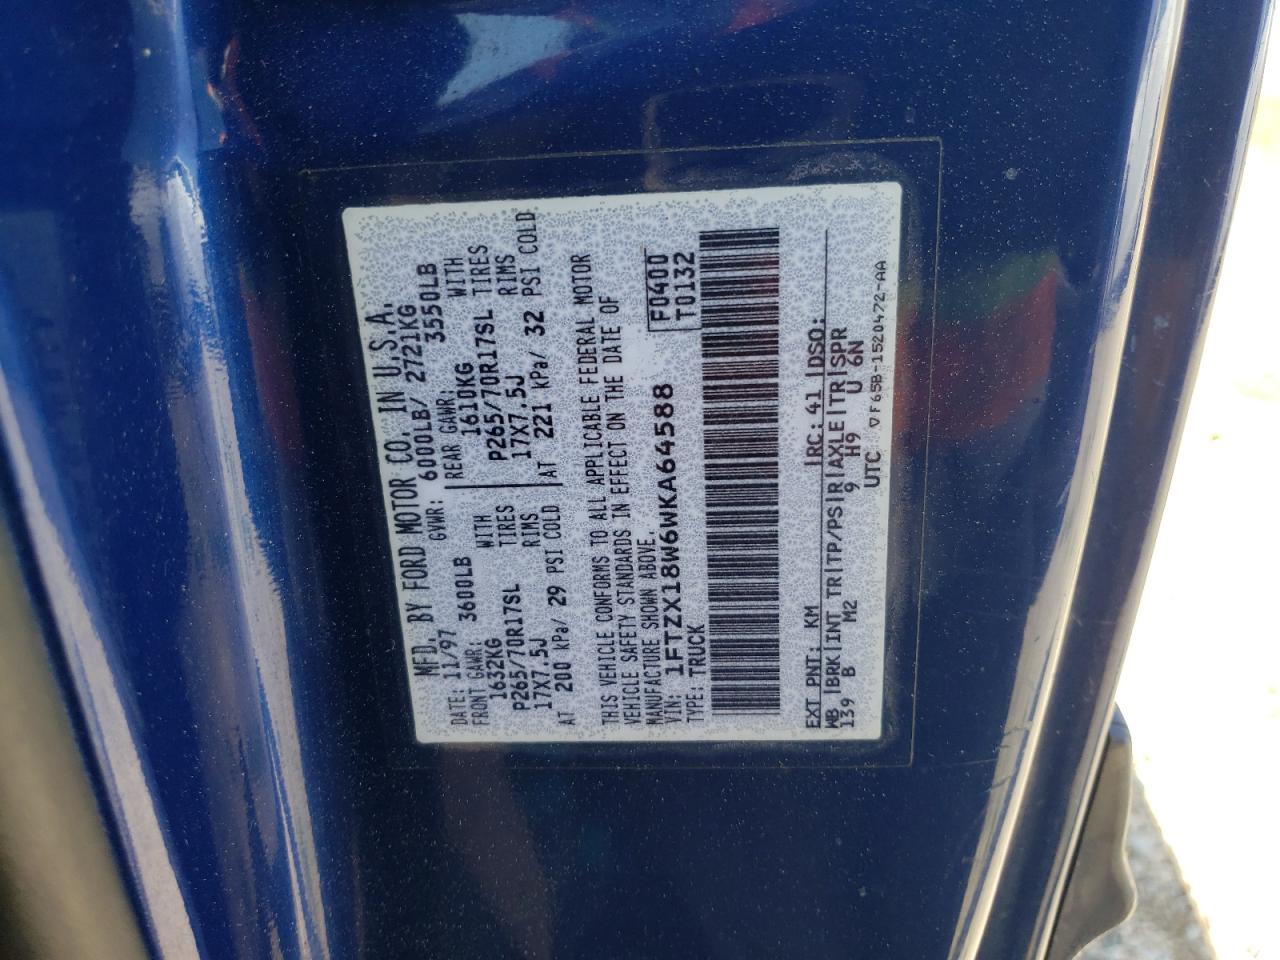 MFD. BY FORD MOTOR CO. IN U.S.A.
DATE: 11/97 GVWR: 6000LB/ 2721KG
FRONT GAWR: 3600LB REAR GAWR: 3550LB
1632KG WITH 1610KG WITH
P265/70R17SL TIRES P265/70R17SL TIRES
17X7.5J RIMS 17X7.5J RIMS
AT 200 kPa/ 29 PSI COLD AT 221 kPa/ 32 PSI COLD
THIS VEHICLE CONFORMS TO ALL APPLICABLE FEDERAL MOTOR
VEHICLE SAFETY STANDARDS IN EFFECT ON THE DATE OF
MANUFACTURE SHOWN ABOVE.
VIN: 1FTZX18W6WKA64588 F0400
TYPE: TRUCK T0132
EXT PNT: KM RC: 41 DSO:
WB BRK INT TR TP/PS R AXLE TR SPR
139 B M2 9 H9 U 6N
UTC ▽F65B-1520472-AA